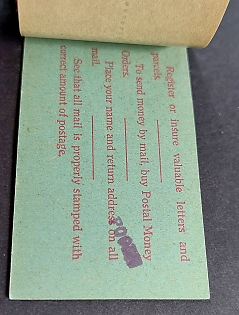 Register or insure valuable letters and
parcels.
To send money by mail, buy Postal Money
Orders.
Place your name and return address on all
mail.
See that all mail is properly stamped with
correct amount of postage.